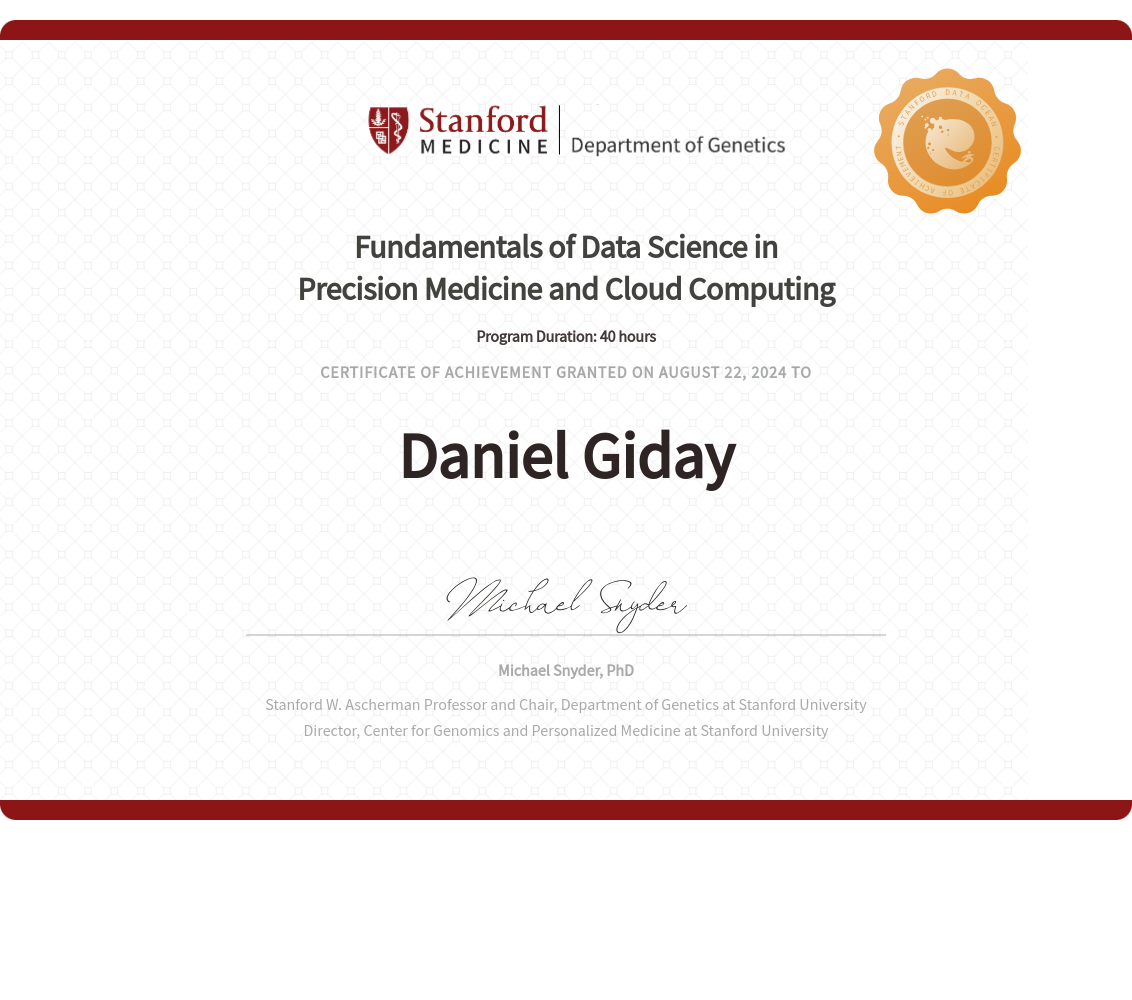 Stanford
MEDICINE
Department of Genetics
STANFORD DATA OCEAN • CERTIFICATE OF ACHIEVEMENT •
Fundamentals of Data Science in
Precision Medicine and Cloud Computing
Program Duration: 40 hours
CERTIFICATE OF ACHIEVEMENT GRANTED ON AUGUST 22, 2024 TO
Daniel Giday
Michael Snyder
Michael Snyder, PhD
Stanford W. Ascherman Professor and Chair, Department of Genetics at Stanford University
Director, Center for Genomics and Personalized Medicine at Stanford University